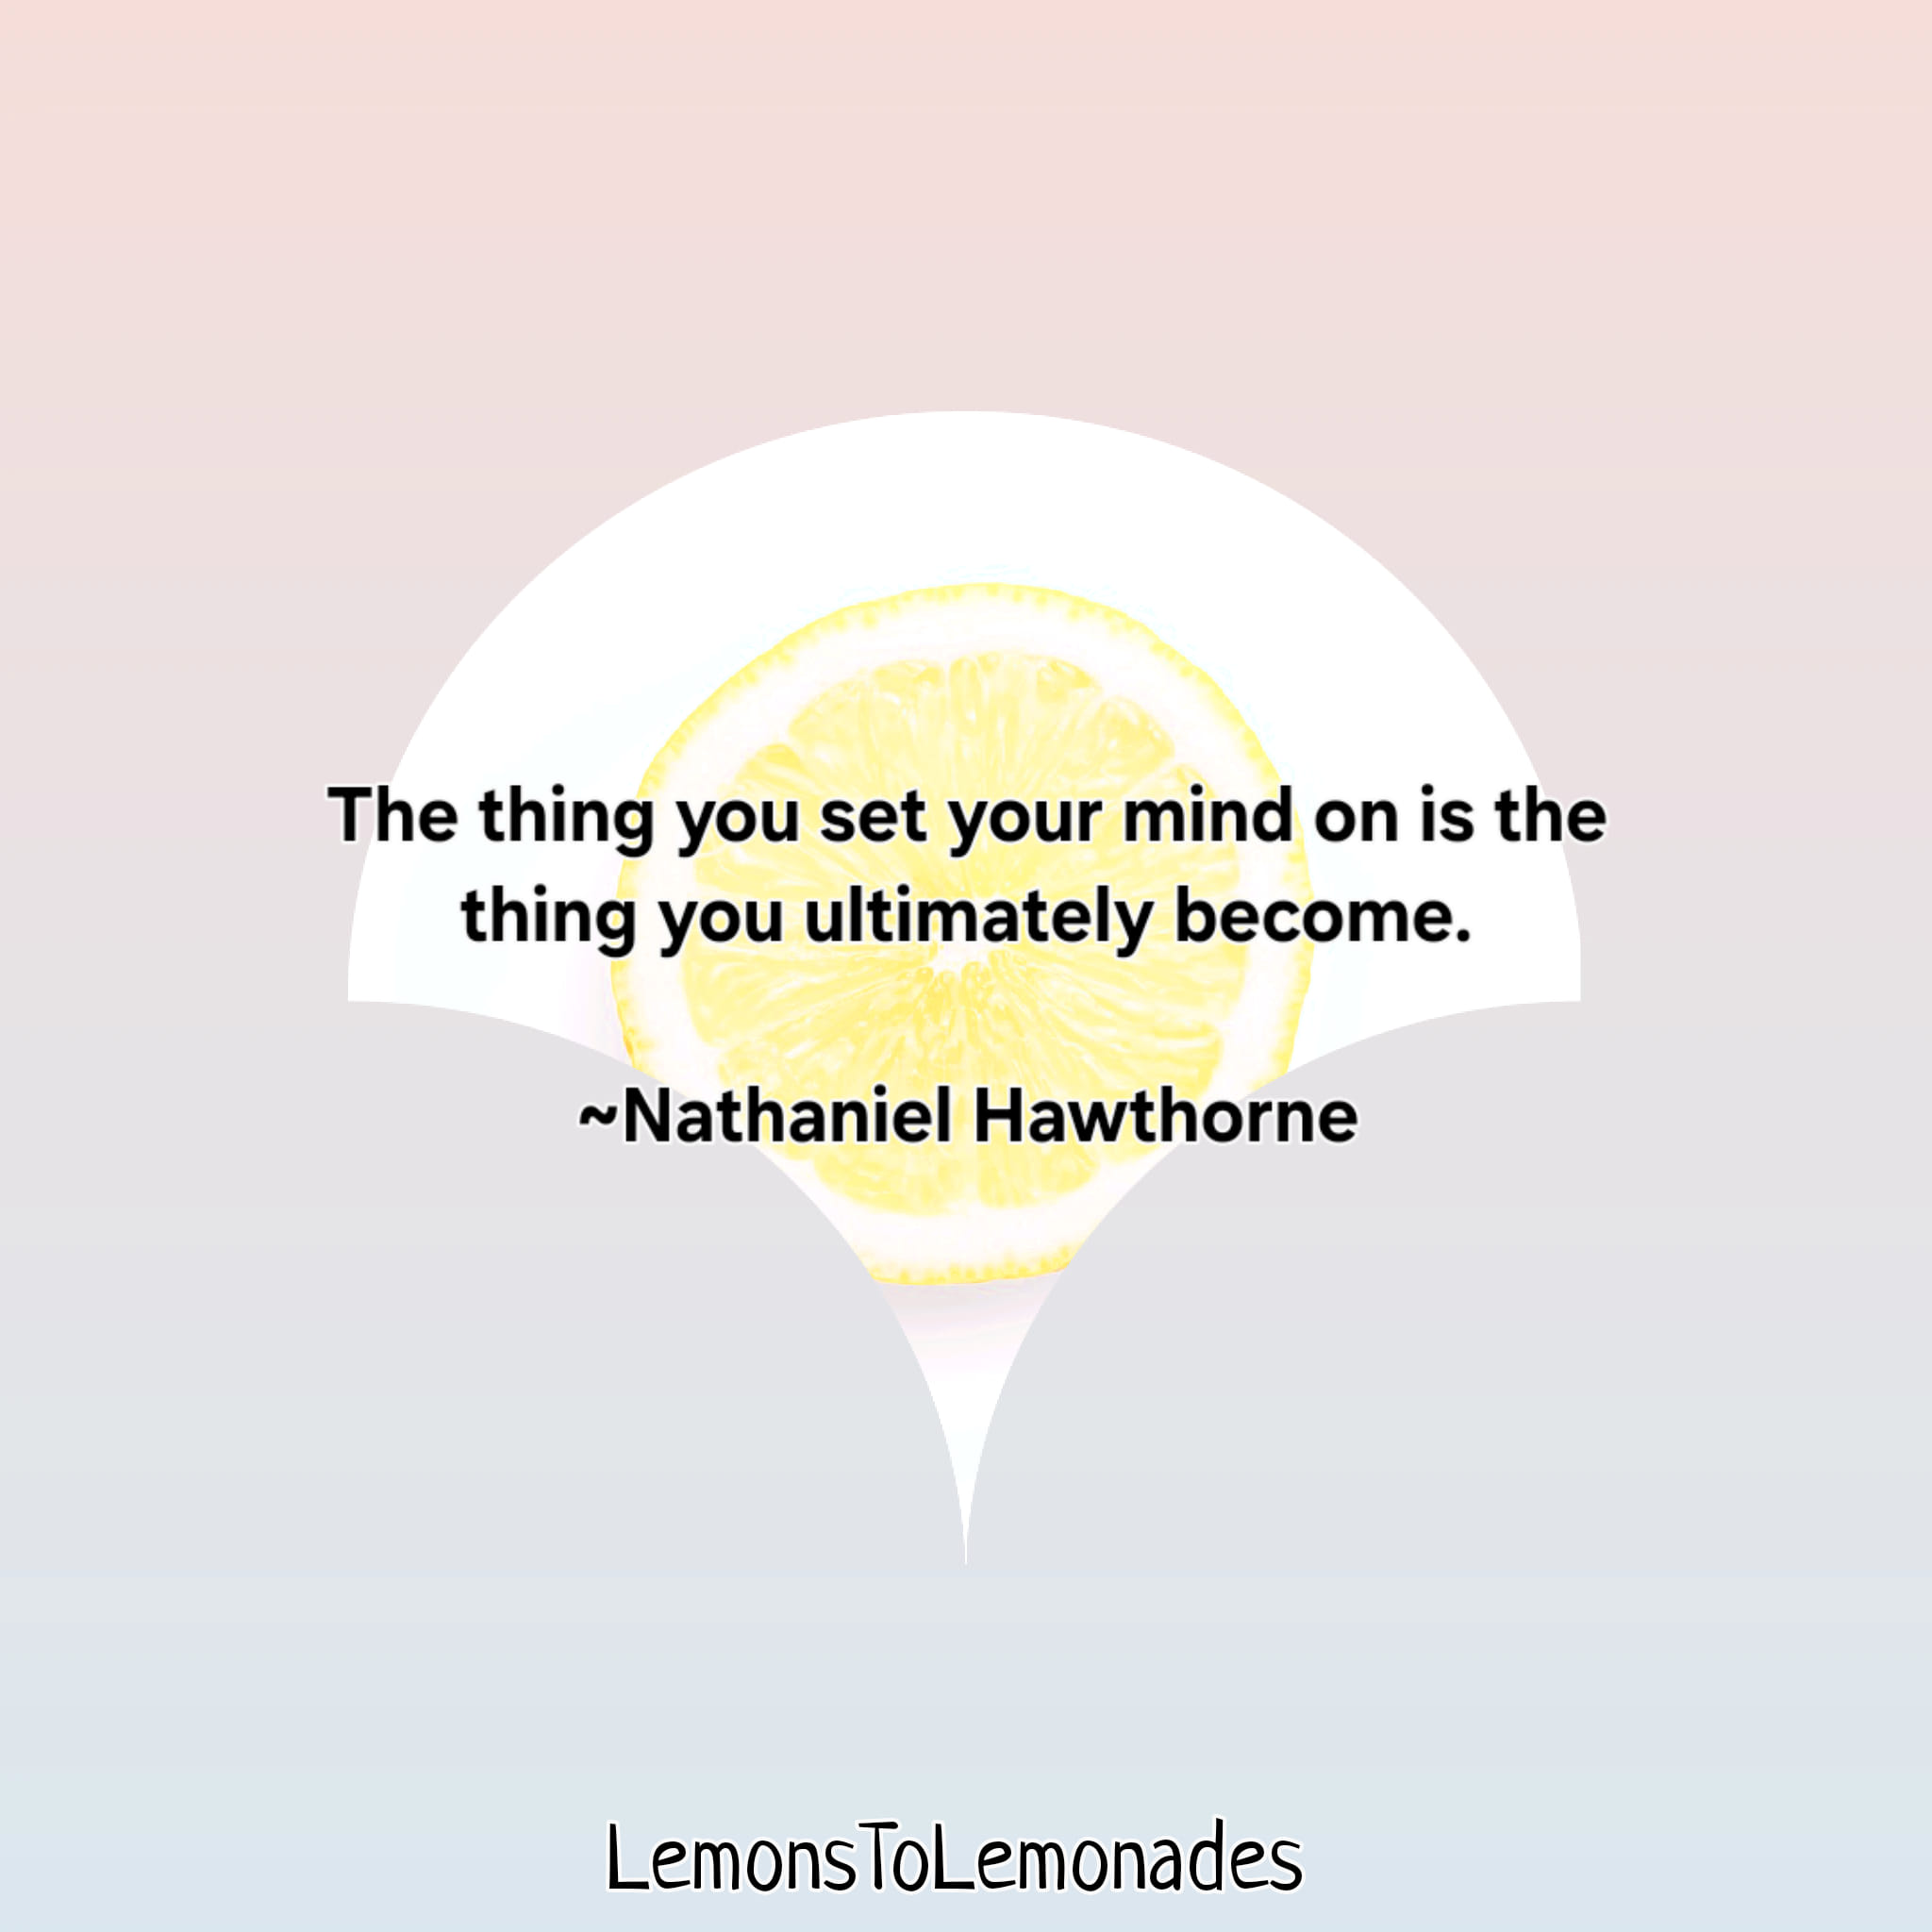 The thing you set your mind on is the
thing you ultimately become.
~Nathaniel Hawthorne
LemonsToLemonades